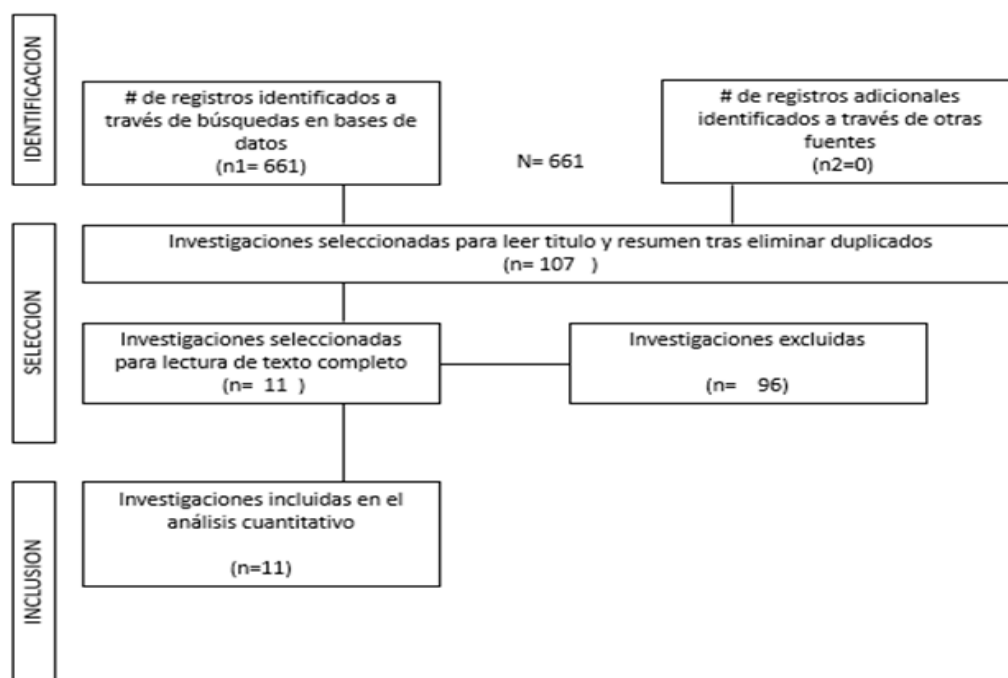 IDENTIFICACION
# de registros identificados a
través de búsquedas en bases de
datos
(n1= 661)
N= 661
# de registros adicionales
identificados a través de otras
fuentes
(n2=0)
SELECCION
Investigaciones seleccionadas para leer titulo y resumen tras eliminar duplicados
(n= 107 )
Investigaciones seleccionadas
para lectura de texto completo
(n= 11 )
Investigaciones excluidas
(n= 96)
INCLUSION
Investigaciones incluidas en el
análisis cuantitativo
(n=11)